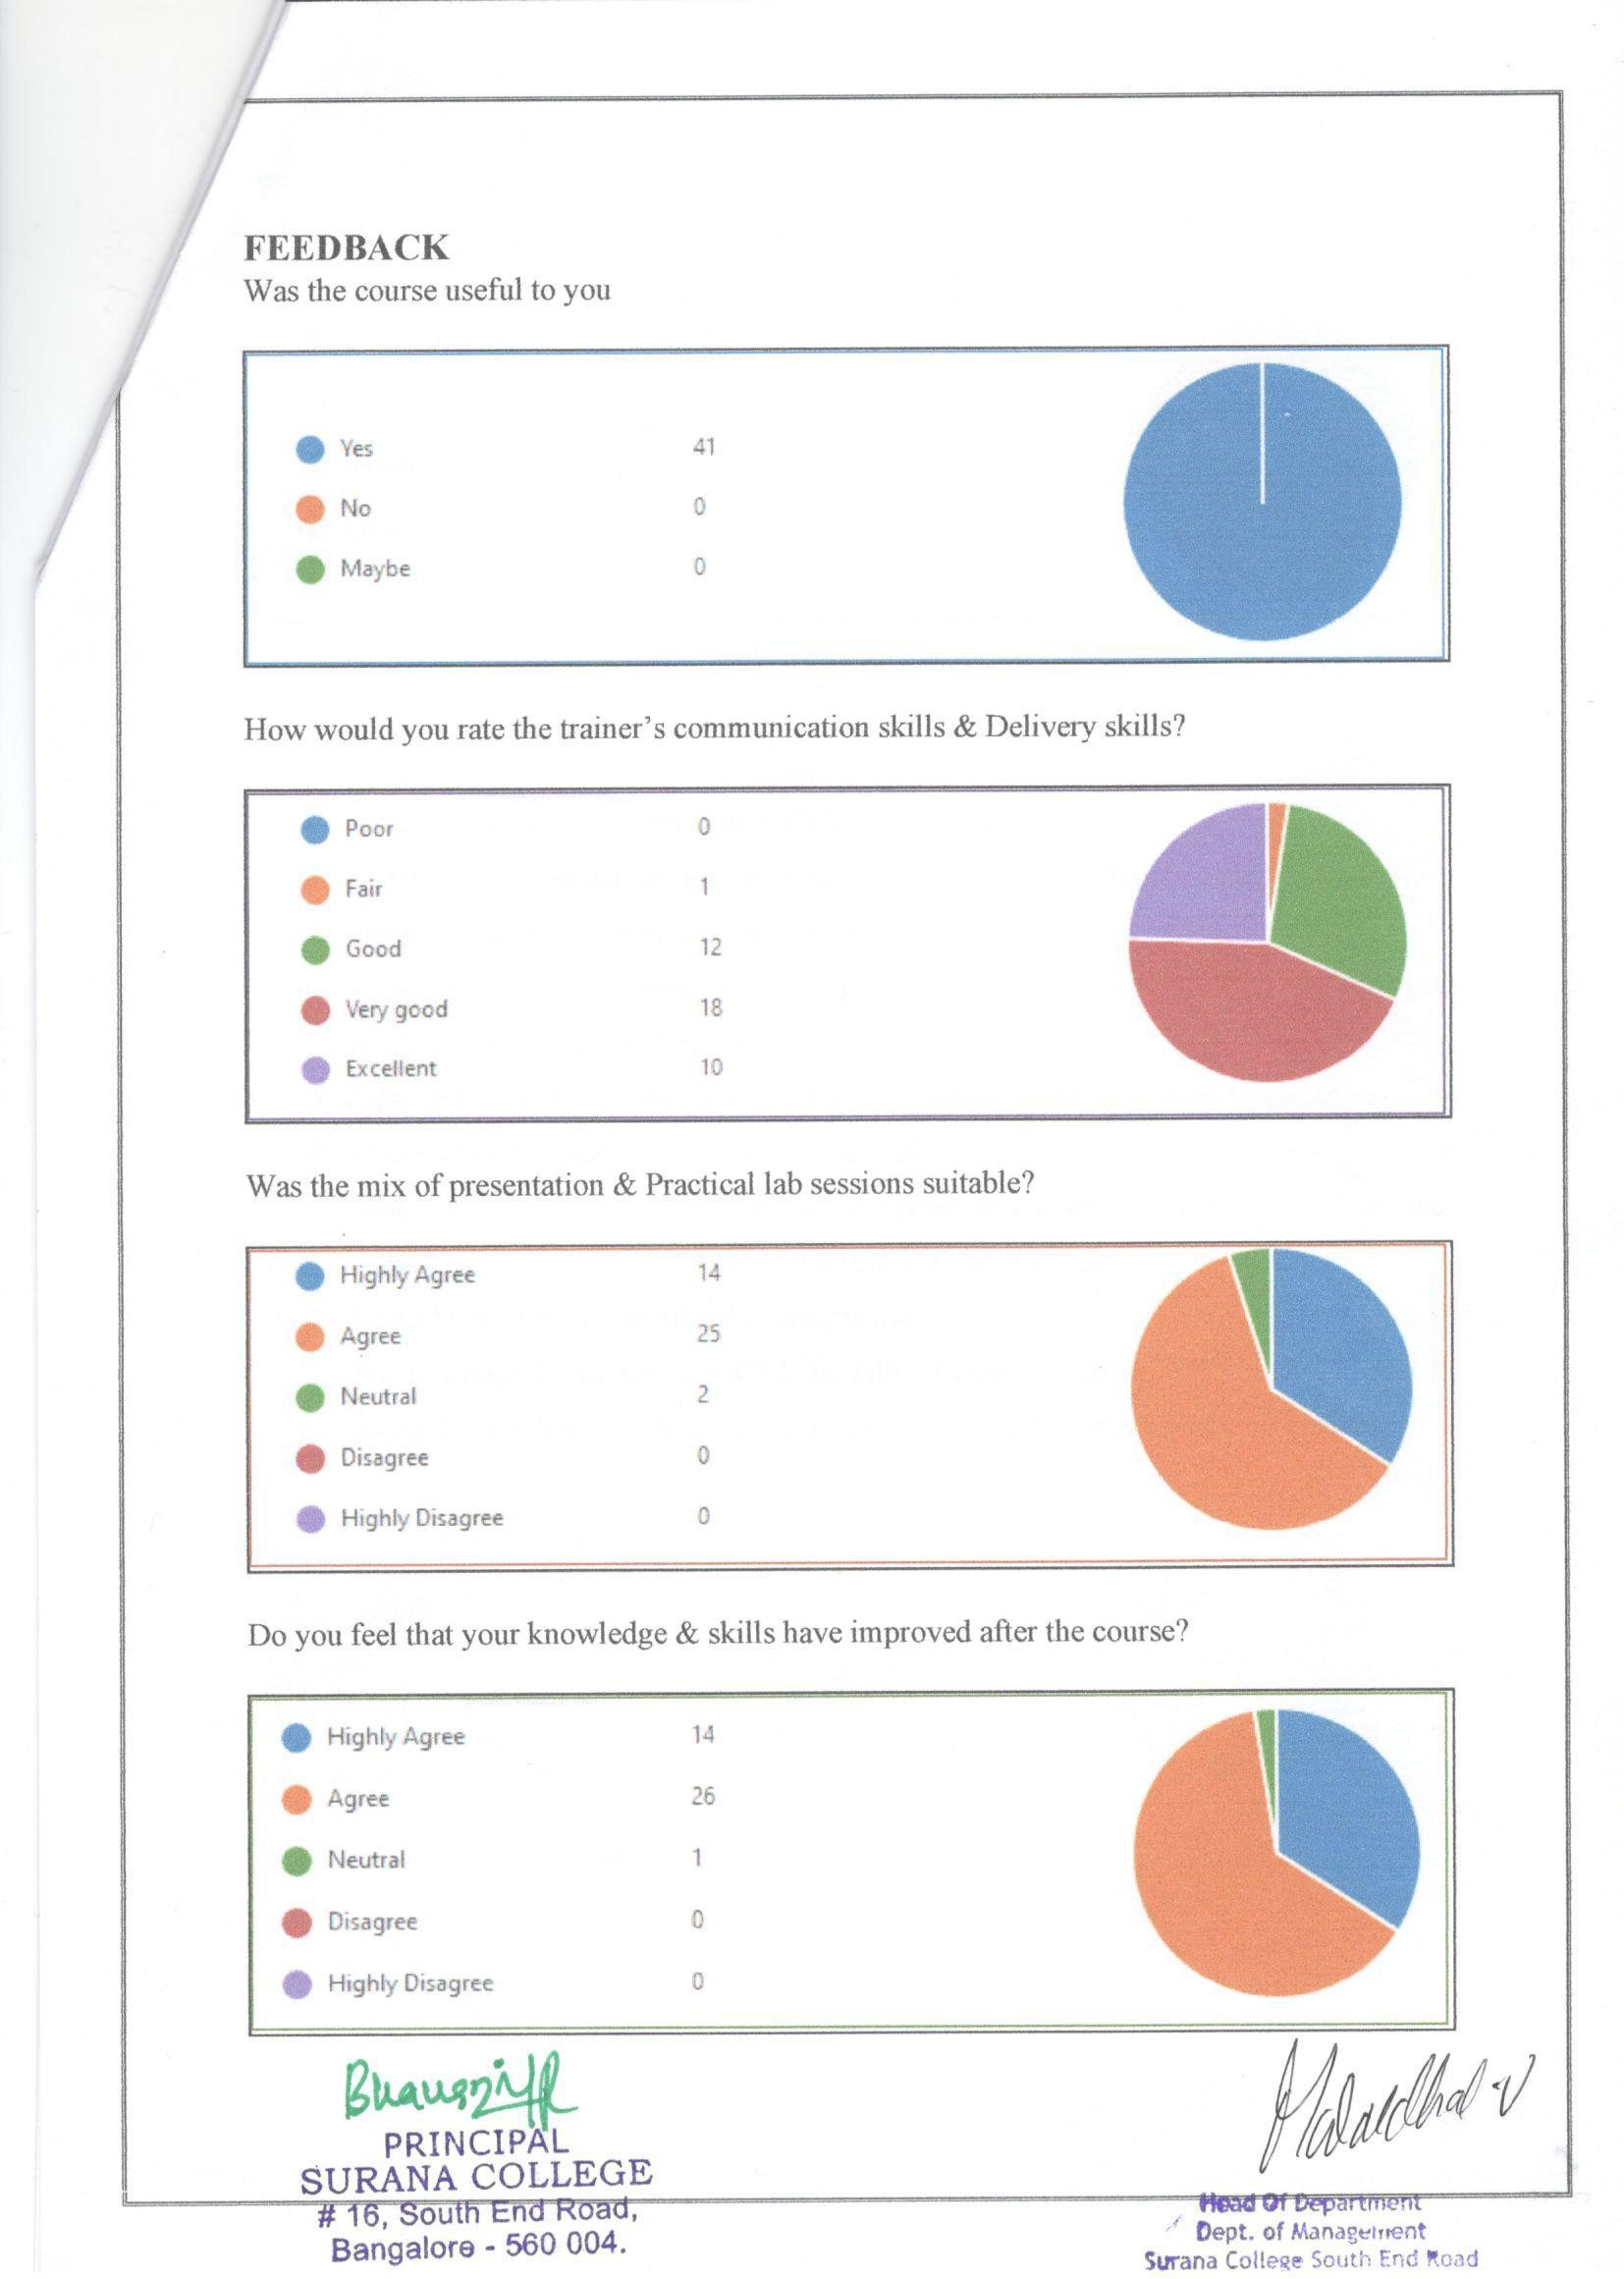 FEEDBACK
Was the course useful to you
Yes 41
No 0
Maybe 0
How would you rate the trainer's communication skills & Delivery skills?
Poor 0
Fair 1
Good 12
Very good 18
Excellent 10
Was the mix of presentation & Practical lab sessions suitable?
Highly Agree 14
Agree 25
Neutral 2
Disagree 0
Highly Disagree 0
Do you feel that your knowledge & skills have improved after the course?
Highly Agree 14
Agree 26
Neutral 1
Disagree 0
Highly Disagree 0
PRINCIPAL
SURANA COLLEGE
# 16, South End Road,
Bangalore - 560 004.
Head Of Department
Dept. of Management
Surana College South End Road